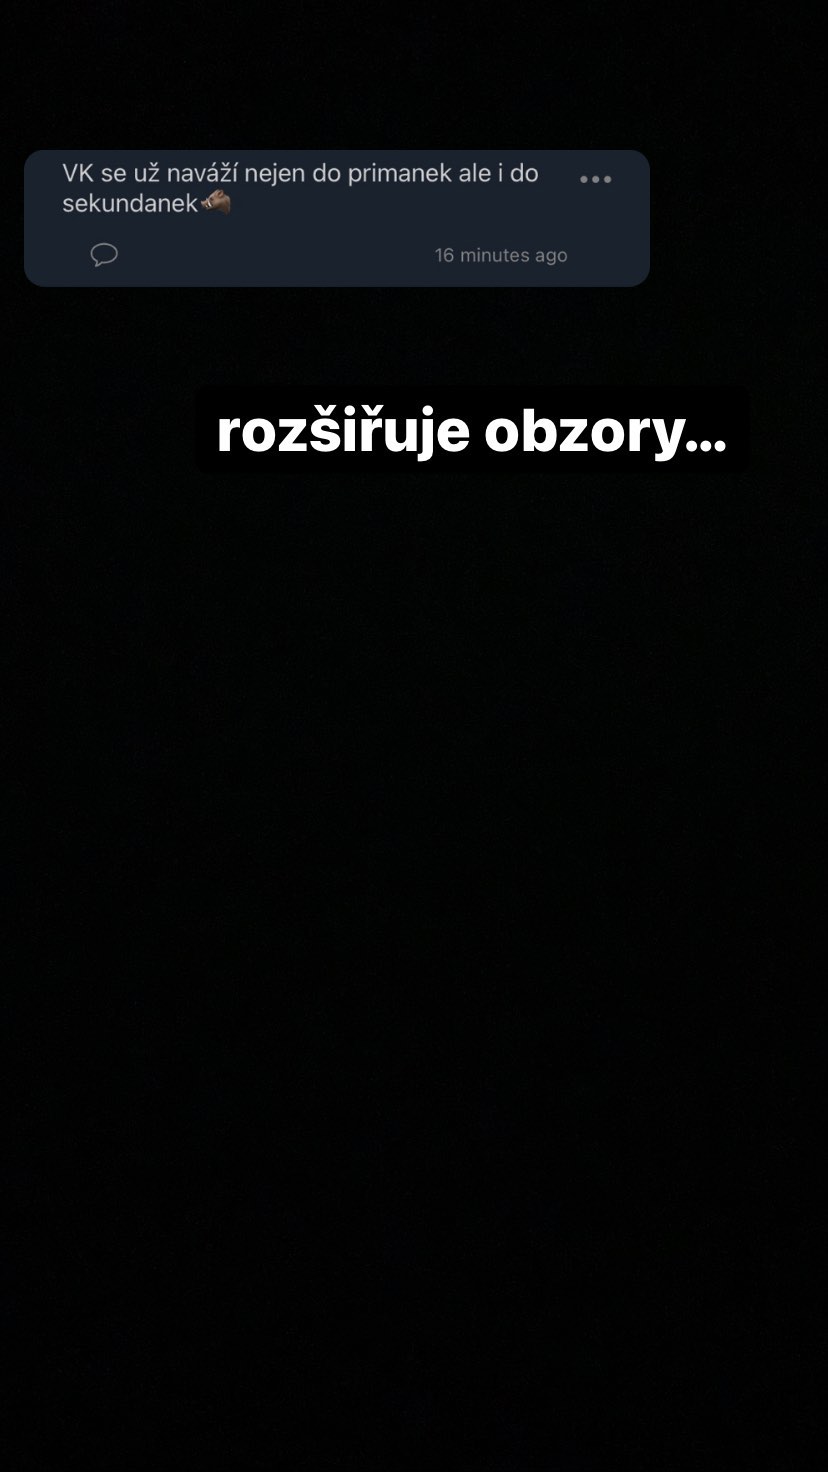 VK se už naváží nejen do primanek ale i do
sekundanek🐗
16 minutes ago
rozšiřuje obzory...